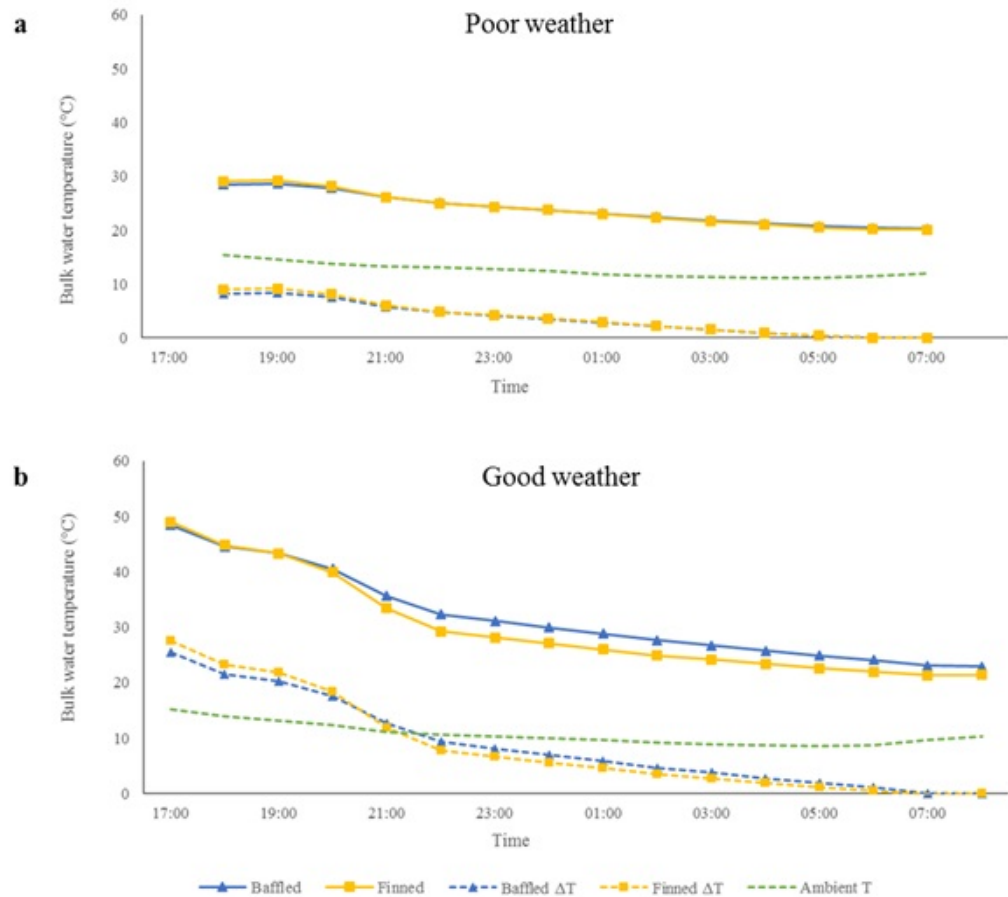 a
Poor weather
Bulk water temperature (°C)
60
50
40
30
20
10
0
17:00 19:00 21:00 23:00 01:00 03:00 05:00 07:00
Time
b
Good weather
Bulk water temperature (°C)
60
50
40
30
20
10
0
17:00 19:00 21:00 23:00 01:00 03:00 05:00 07:00
Time
Baffled Finned Baffled ΔT Finned ΔT Ambient T